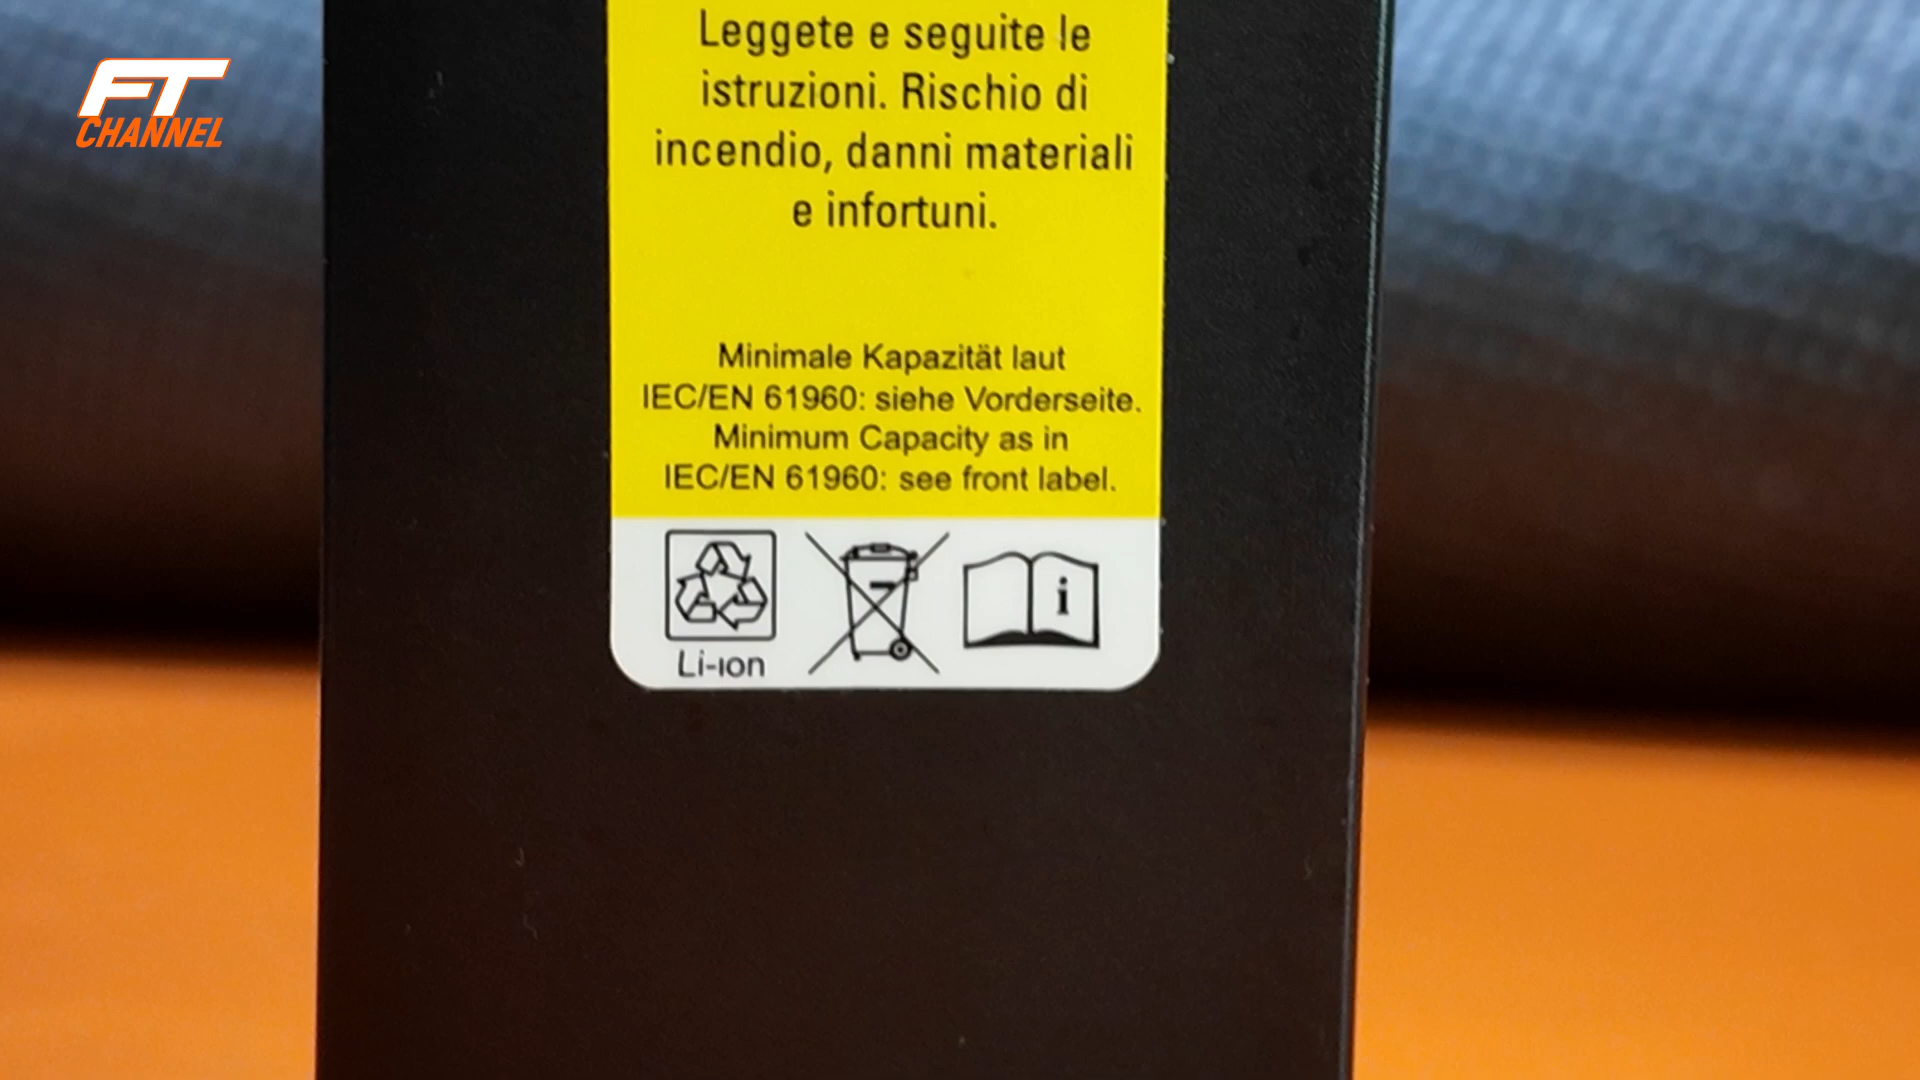 FT
CHANNEL
Leggete e seguite le
istruzioni. Rischio di
incendio, danni materiali
e infortuni.
Minimale Kapazität laut
IEC/EN 61960: siehe Vorderseite.
Minimum Capacity as in
IEC/EN 61960: see front label.
i
Li-ion